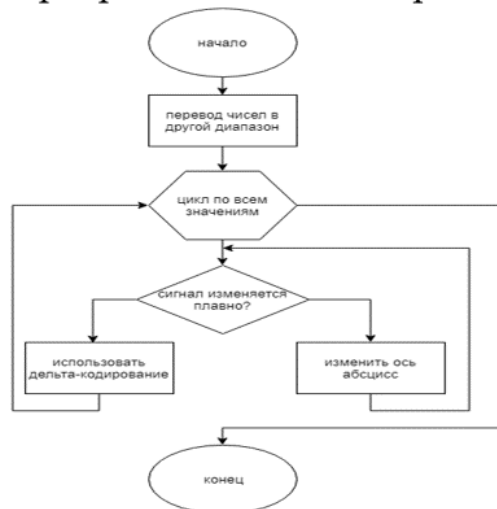 начало
перевод чисел в
другой диапазон
цикл по всем
значениям
сигнал изменяется
плавно?
использовать
дельта-кодирование
изменить ось
абсцисс
конец